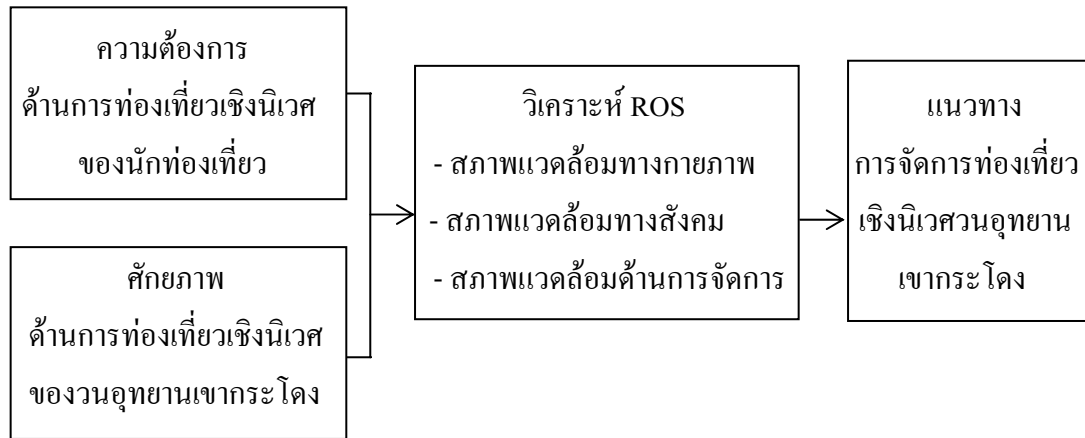 ความต้องการ
ด้านการท่องเที่ยวเชิงนิเวศ
ของนักท่องเที่ยว
ศักยภาพ
ด้านการท่องเที่ยวเชิงนิเวศ
ของวนอุทยานเขากระโดง
วิเคราะห์ ROS
- สภาพแวดล้อมทางกายภาพ
- สภาพแวดล้อมทางสังคม
- สภาพแวดล้อมด้านการจัดการ
แนวทาง
การจัดการท่องเที่ยว
เชิงนิเวศวนอุทยาน
เขากระโดง